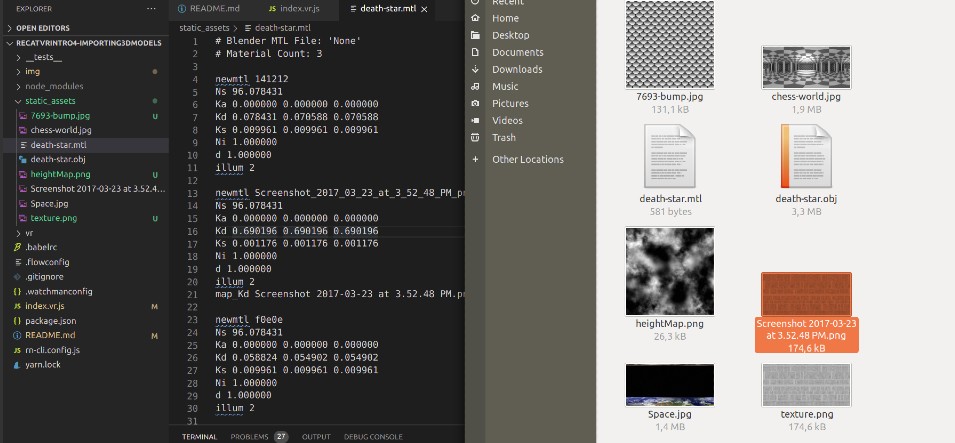 EXPLORER
...
OPEN EDITORS
RECATVRINTRO4-IMPORTING3DMODELS
__tests__
img
node_modules
static_assets
7693-bump.jpg U
chess-world.jpg
death-star.mtl
death-star.obj
heightMap.png U
Screenshot 2017-03-23 at 3.52.4...
Space.jpg
texture.png U
vr
.babelrc
.flowconfig
.gitignore
.watchmanconfig
index.vr.js M
package.json
README.md M
rn-cli.config.js
yarn.lock
README.md
index.vr.js
death-star.mtl
static_assets > death-star.mtl
1 # Blender MTL File: 'None'
2 # Material Count: 3
3
4 newmtl 141212
5 Ns 96.078431
6 Ka 0.000000 0.000000 0.000000
7 Kd 0.078431 0.070588 0.070588
8 Ks 0.009961 0.009961 0.009961
9 Ni 1.000000
10 d 1.000000
11 illum 2
12
13 newmtl Screenshot_2017_03_23_at_3_52_48_PM_pn
14 Ns 96.078431
15 Ka 0.000000 0.000000 0.000000
16 Kd 0.690196 0.690196 0.690196
17 Ks 0.001176 0.001176 0.001176
18 Ni 1.000000
19 d 1.000000
20 illum 2
21 map_Kd Screenshot 2017-03-23 at 3.52.48 PM.pn
22
23 newmtl f0e0e
24 Ns 96.078431
25 Ka 0.000000 0.000000 0.000000
26 Kd 0.058824 0.054902 0.054902
27 Ks 0.009961 0.009961 0.009961
28 Ni 1.000000
29 d 1.000000
30 illum 2
31
TERMINAL PROBLEMS 27 OUTPUT DEBUG CONSOLE
Recent
Home
Desktop
Documents
Downloads
Music
Pictures
Videos
Trash
+ Other Locations
7693-bump.jpg
131,1 kB
chess-world.jpg
1,9 MB
death-star.mtl
581 bytes
death-star.obj
3,3 MB
heightMap.png
26,3 kB
Screenshot 2017-03-23
at 3.52.48 PM.png
174,6 kB
Space.jpg
1,4 MB
texture.png
174,6 kB